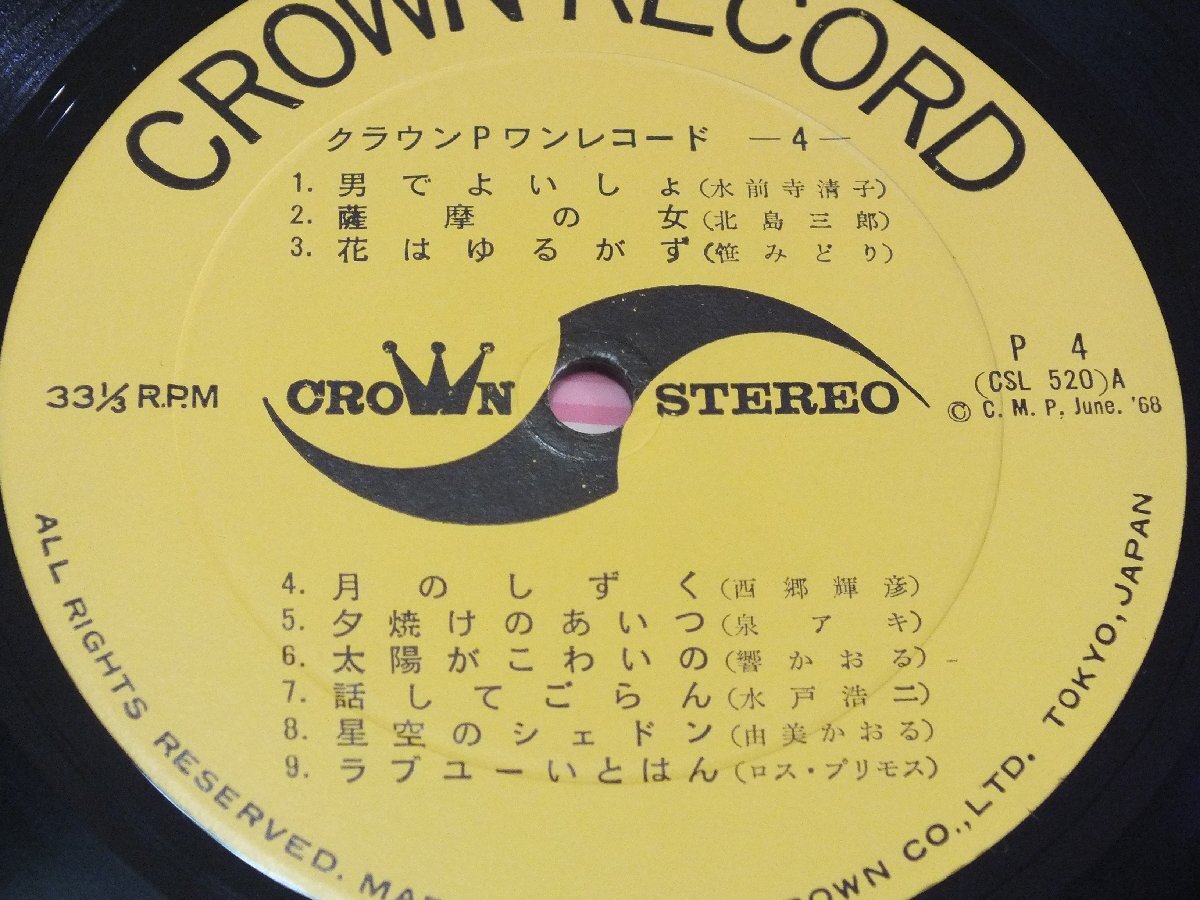 CROWN RECORD
クラウンPワンレコード —4—
1. 男でよいしょ(水前寺清子)
2. 薩摩の女(北島三郎)
3. 花はゆるがず(笹みどり)
CROWN STEREO
33⅓ R.P.M
P 4
(CSL 520)A
© C. M. P. June. '68
4. 月のしずく(西郷輝彦)
5. 夕焼けのあいつ(泉アキ)
6. 太陽がこわいの(響かおる)
7. 話してごらん(水戸浩二)
8. 星空のシェドン(由美かおる)
9. ラブユーいとはん(ロス・プリモス)
ALL RIGHTS RESERVED. CROWN CO., LTD. TOKYO, JAPAN